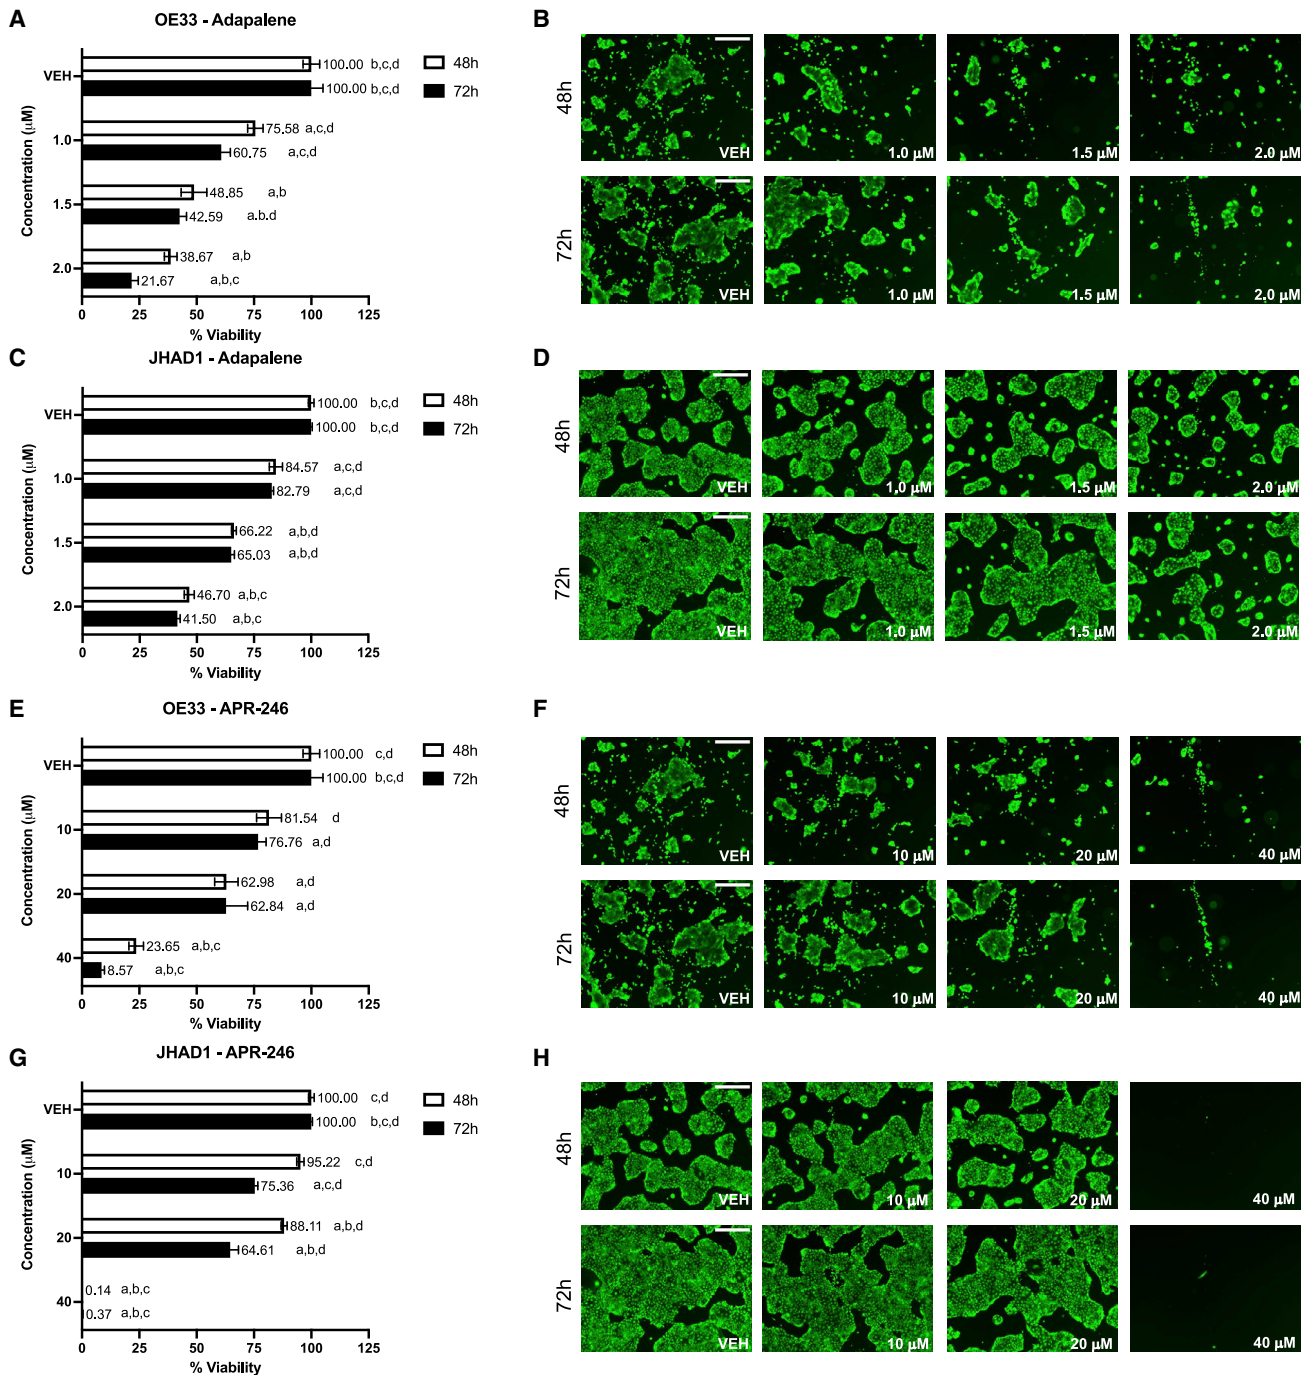 A
OE33 - Adapalene
Concentration (µM)
VEH
100.00 b,c,d
100.00 b,c,d
1.0
75.58 a,c,d
60.75 a,c,d
1.5
48.85 a,b
42.59 a.b.d
2.0
38.67 a,b
21.67 a,b,c
0 25 50 75 100 125
% Viability
48h
72h
B
48h
VEH
1.0 µM
1.5 µM
2.0 µM
72h
VEH
1.0 µM
1.5 µM
2.0 µM
C
JHAD1 - Adapalene
Concentration (µM)
VEH
100.00 b,c,d
100.00 b,c,d
1.0
84.57 a,c,d
82.79 a,c,d
1.5
66.22 a,b,d
65.03 a,b,d
2.0
46.70 a,b,c
41.50 a,b,c
0 25 50 75 100 125
% Viability
48h
72h
D
48h
VEH
1.0 µM
1.5 µM
2.0 µM
72h
VEH
1.0 µM
1.5 µM
2.0 µM
E
OE33 - APR-246
Concentration (µM)
VEH
100.00 c,d
100.00 b,c,d
10
81.54 d
76.76 a,d
20
62.98 a,d
62.84 a,d
40
23.65 a,b,c
8.57 a,b,c
0 25 50 75 100 125
% Viability
48h
72h
F
48h
VEH
10 µM
20 µM
40 µM
72h
VEH
10 µM
20 µM
40 µM
G
JHAD1 - APR-246
Concentration (µM)
VEH
100.00 c,d
100.00 b,c,d
10
95.22 c,d
75.36 a,c,d
20
88.11 a,b,d
64.61 a,b,d
40
0.14 a,b,c
0.37 a,b,c
0 25 50 75 100 125
% Viability
48h
72h
H
48h
VEH
10 µM
20 µM
40 µM
72h
VEH
10 µM
20 µM
40 µM